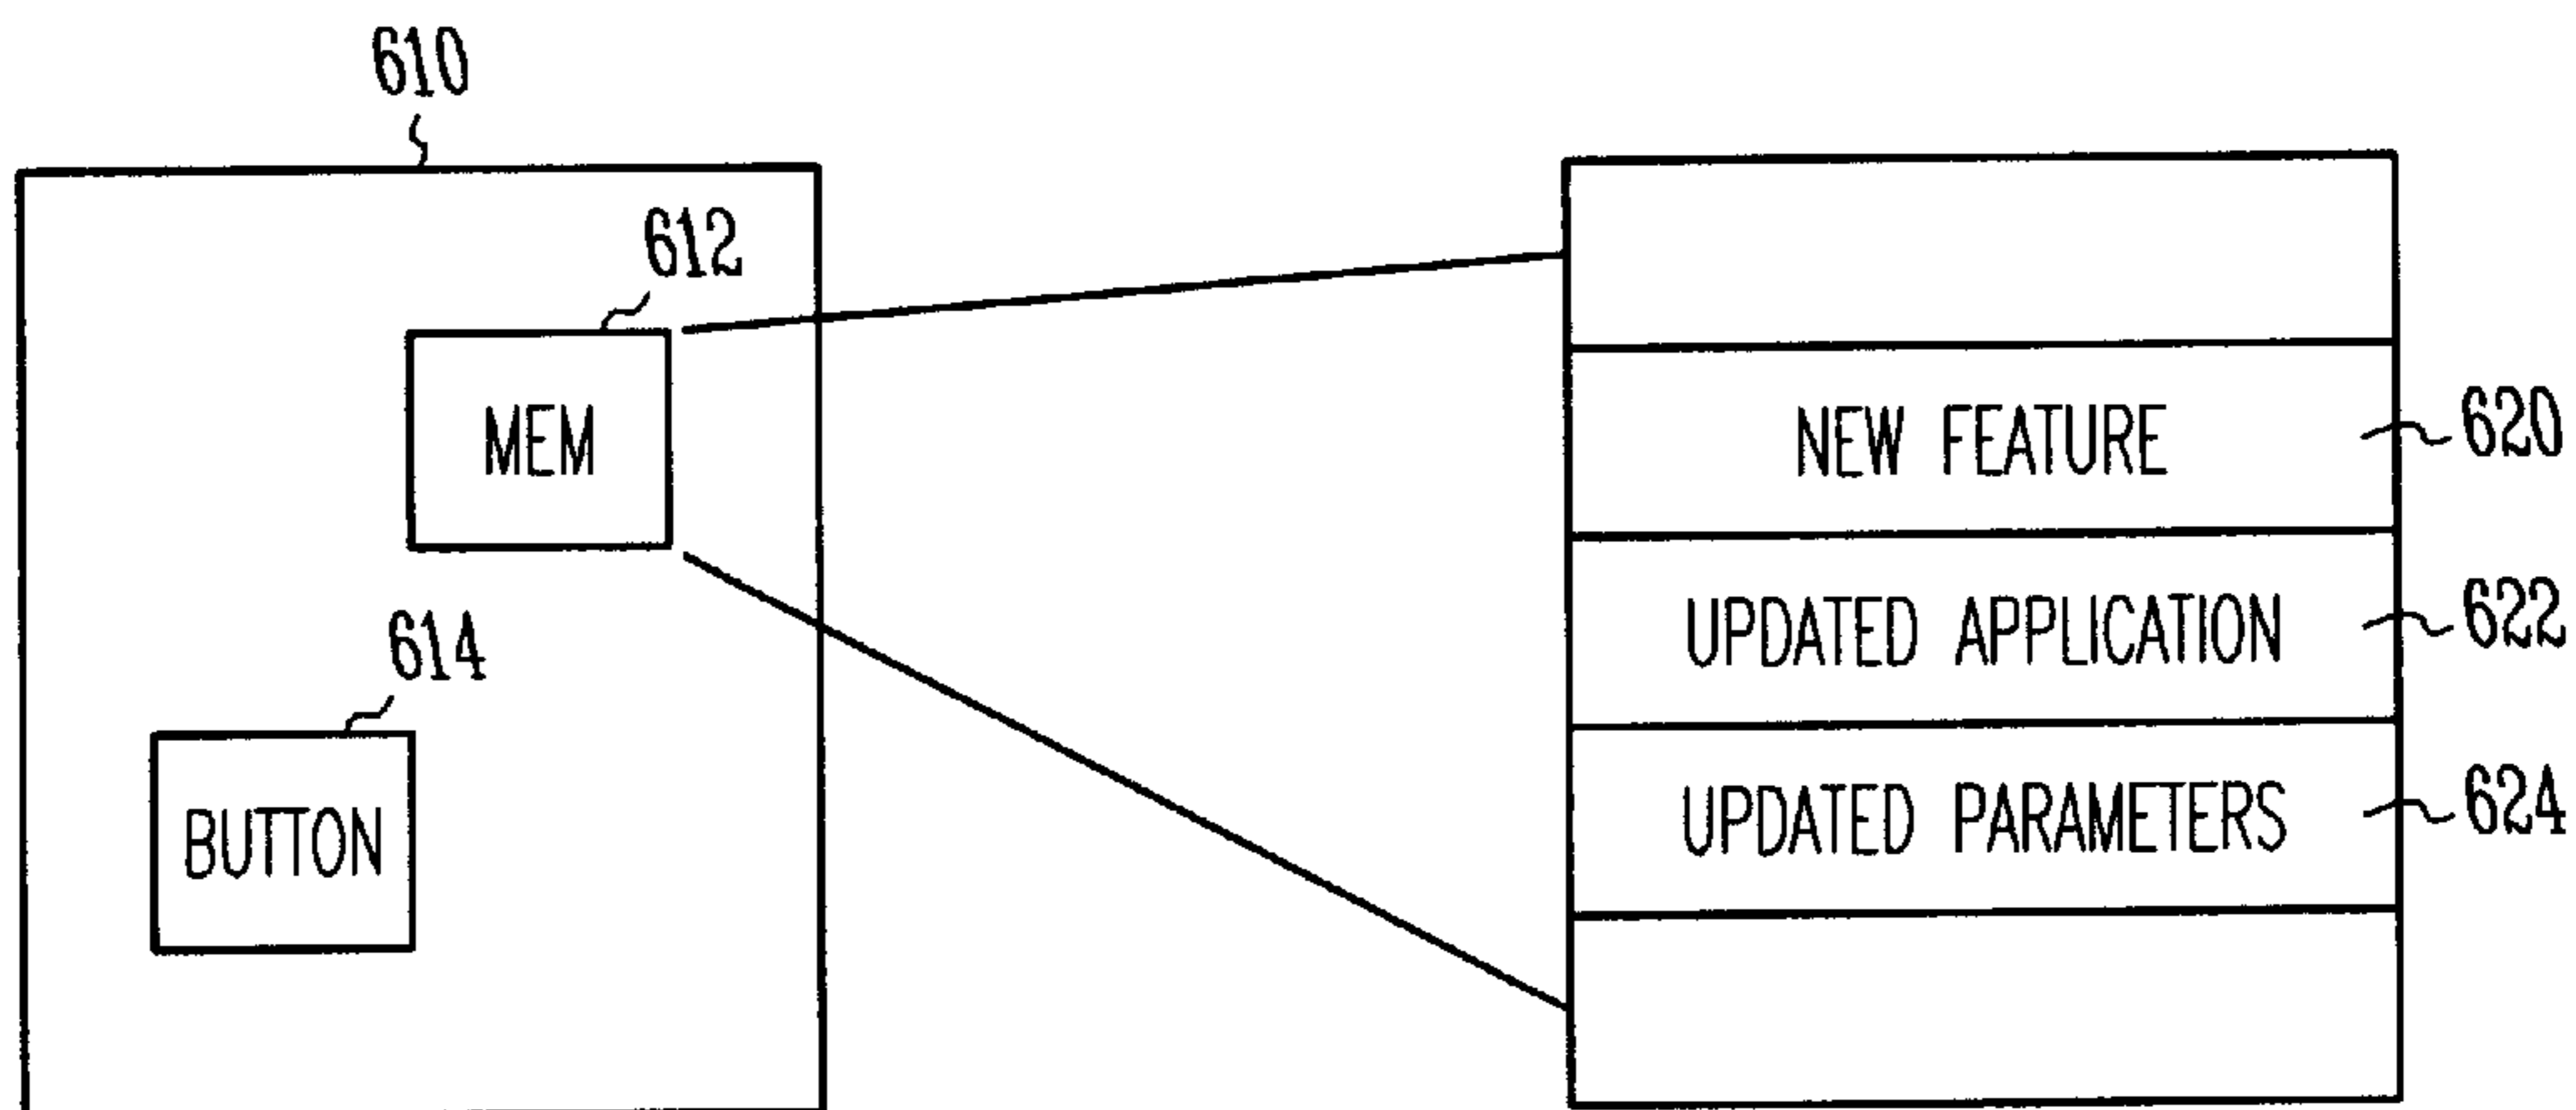 610
612
MEM
614
BUTTON
NEW FEATURE
620
UPDATED APPLICATION
622
UPDATED PARAMETERS
624